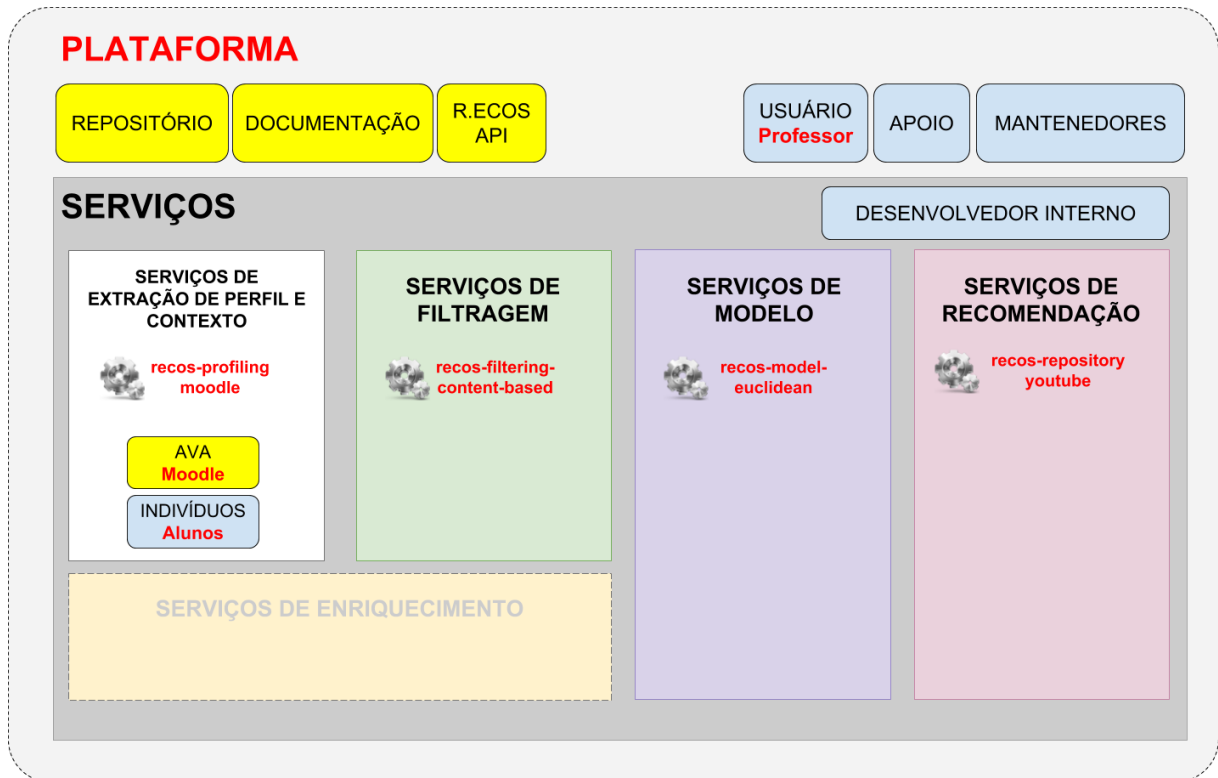 PLATAFORMA
REPOSITÓRIO
DOCUMENTAÇÃO
R.ECOS
API
USUÁRIO
Professor
APOIO
MANTENEDORES
SERVIÇOS
DESENVOLVEDOR INTERNO
SERVIÇOS DE
EXTRAÇÃO DE PERFIL E
CONTEXTO
recos-profiling
moodle
AVA
Moodle
INDIVÍDUOS
Alunos
SERVIÇOS DE
FILTRAGEM
recos-filtering-
content-based
SERVIÇOS DE
MODELO
recos-model-
euclidean
SERVIÇOS DE
RECOMENDAÇÃO
recos-repository
youtube
SERVIÇOS DE ENRIQUECIMENTO